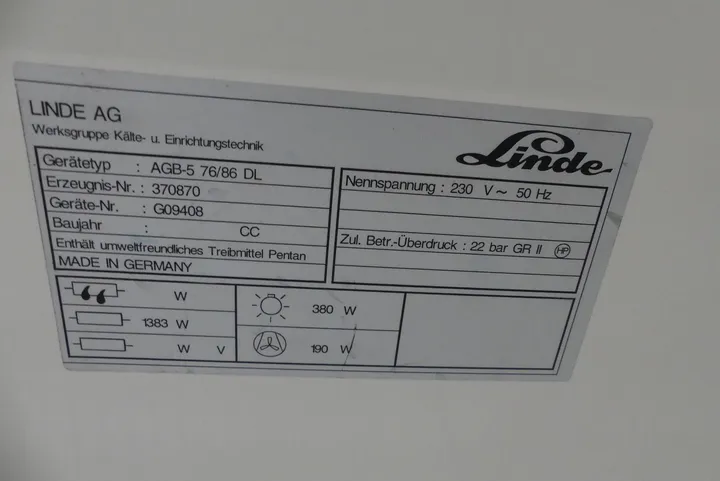 LINDE AG
Werksgruppe Kälte- u. Einrichtungstechnik
Linde
Gerätetyp : AGB-5 76/86 DL
Erzeugnis-Nr. : 370870
Geräte-Nr. : G09408
Baujahr : CC
Enthält umweltfreundliches Treibmittel Pentan
MADE IN GERMANY
Nennspannung : 230 V~ 50 Hz
Zul. Betr.-Überdruck : 22 bar GR II HP
W
1383 W
W V
380 W
190 W